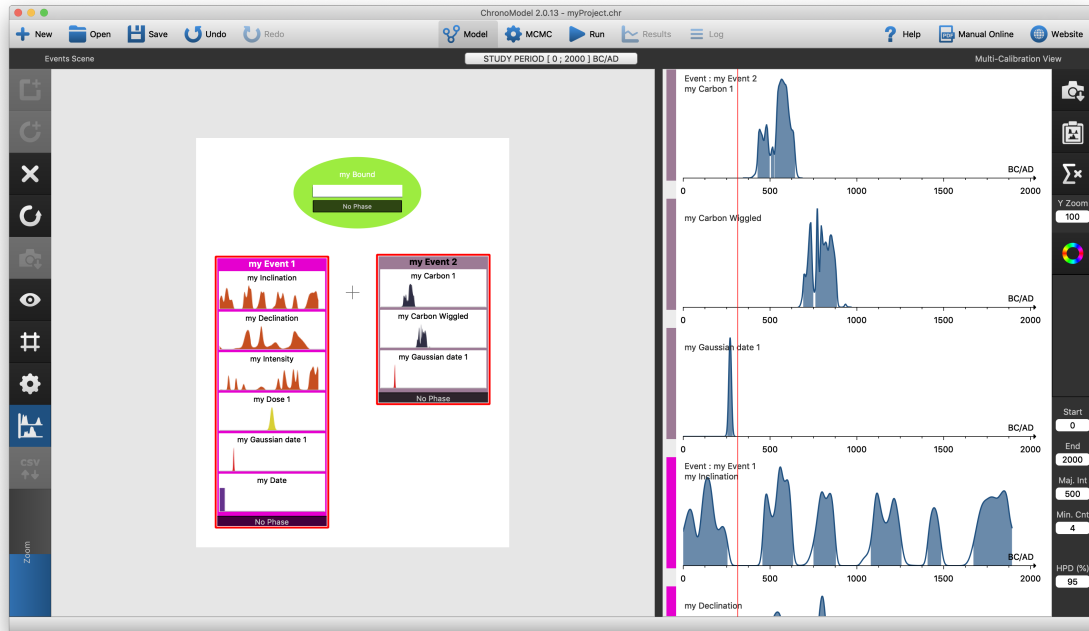 ChronoModel 2.0.13 - myProject.chr
New Open Save Undo Redo Model MCMC Run Results Log Help Manual Online Website
Events Scene STUDY PERIOD [ 0 ; 2000 ] BC/AD Multi-Calibration View
my Bound
No Phase
my Event 1
my Inclination
my Declination
my Intensity
my Dose 1
my Gaussian date 1
my Date
No Phase
my Event 2
my Carbon 1
my Carbon Wiggled
my Gaussian date 1
No Phase
CSV
Zoom
Event : my Event 2
my Carbon 1
BC/AD
0 500 1000 1500 2000
my Carbon Wiggled
BC/AD
0 500 1000 1500 2000
my Gaussian date 1
BC/AD
0 500 1000 1500 2000
Event : my Event 1
my Inclination
BC/AD
0 500 1000 1500 2000
my Declination
PDF
Y Zoom
100
Start
0
End
2000
Maj. Int
500
Min. Cnt
4
HPD (%)
95